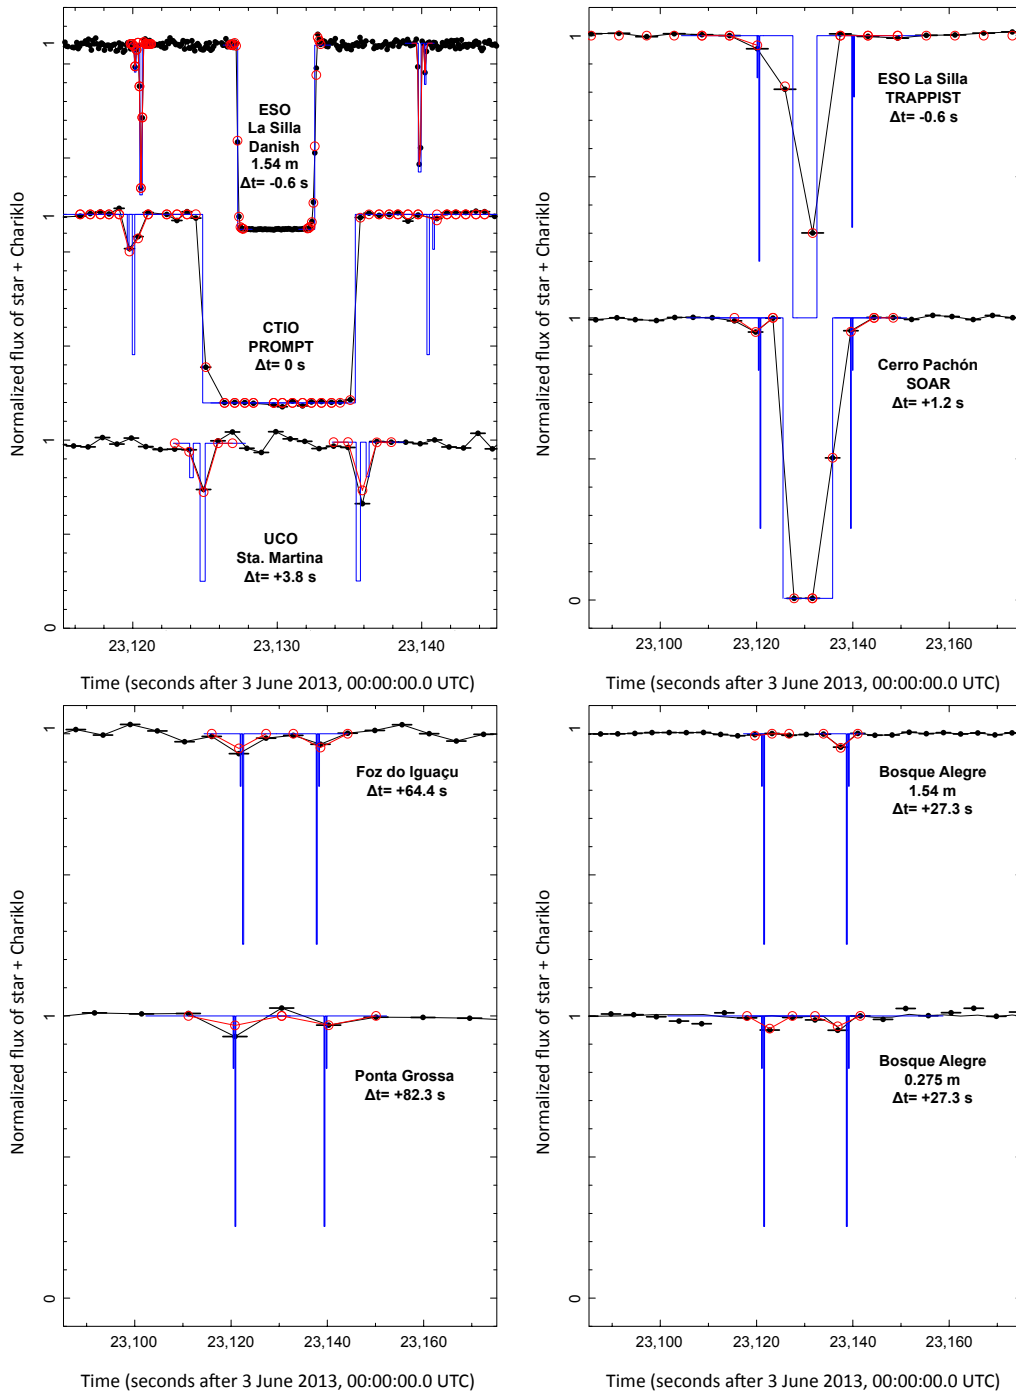 1
ESO
La Silla
Danish
1.54 m
Δt= -0.6 s
1
CTIO
PROMPT
Δt= 0 s
1
UCO
Sta. Martina
Δt= +3.8 s
Normalized flux of star + Chariklo
23,120
23,130
23,140
Time (seconds after 3 June 2013, 00:00:00.0 UTC)
1
ESO La Silla
TRAPPIST
Δt= -0.6 s
1
Cerro Pachón
SOAR
Δt= +1.2 s
0
Normalized flux of star + Chariklo
23,100
23,120
23,140
23,160
Time (seconds after 3 June 2013, 00:00:00.0 UTC)
1
Foz do Iguaçu
Δt= +64.4 s
1
Ponta Grossa
Δt= +82.3 s
0
Normalized flux of star + Chariklo
23,100
23,120
23,140
23,160
Time (seconds after 3 June 2013, 00:00:00.0 UTC)
1
Bosque Alegre
1.54 m
Δt= +27.3 s
1
Bosque Alegre
0.275 m
Δt= +27.3 s
0
Normalized flux of star + Chariklo
23,100
23,120
23,140
23,160
Time (seconds after 3 June 2013, 00:00:00.0 UTC)